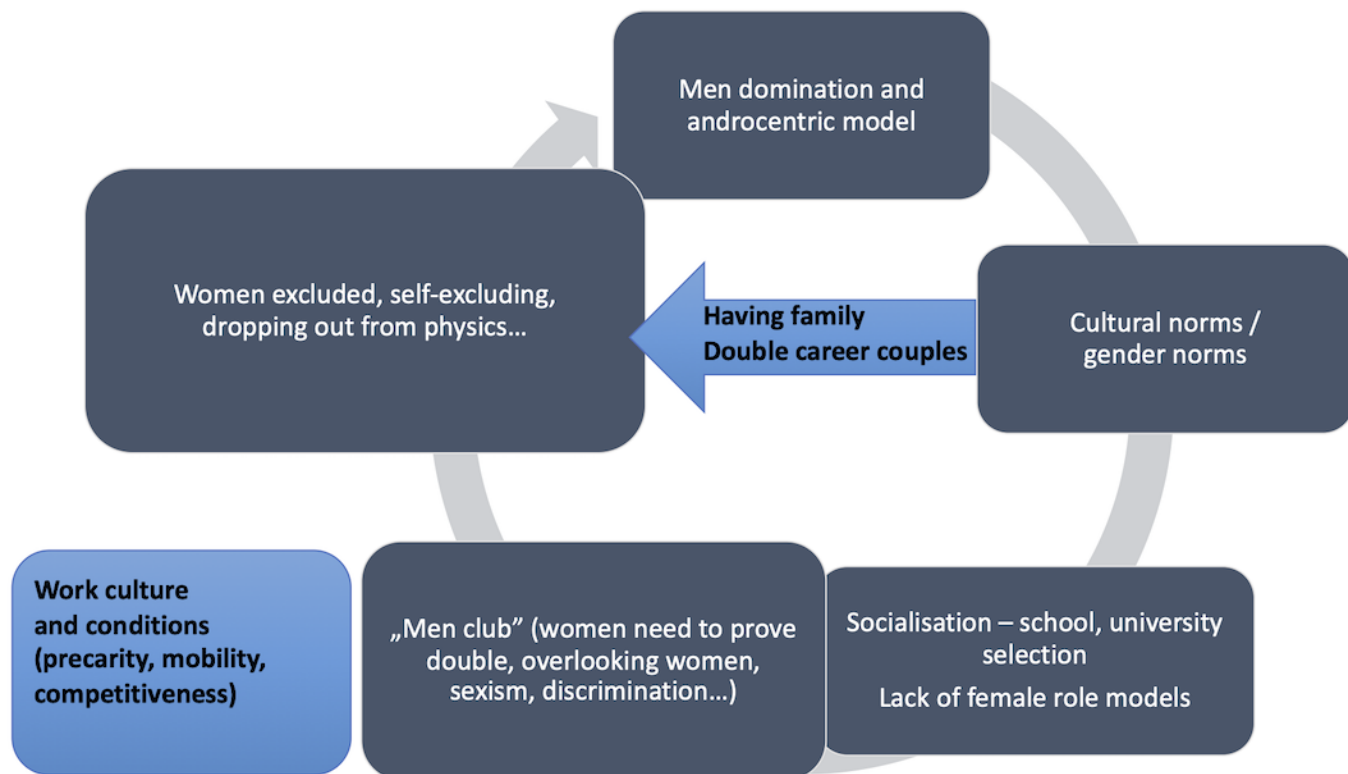 Men domination and
androcentric model
Women excluded, self-excluding,
dropping out from physics…
Having family
Double career couples
Cultural norms /
gender norms
Work culture
and conditions
(precarity, mobility,
competitiveness)
„Men club” (women need to prove
double, overlooking women,
sexism, discrimination…)
Socialisation – school, university
selection
Lack of female role models